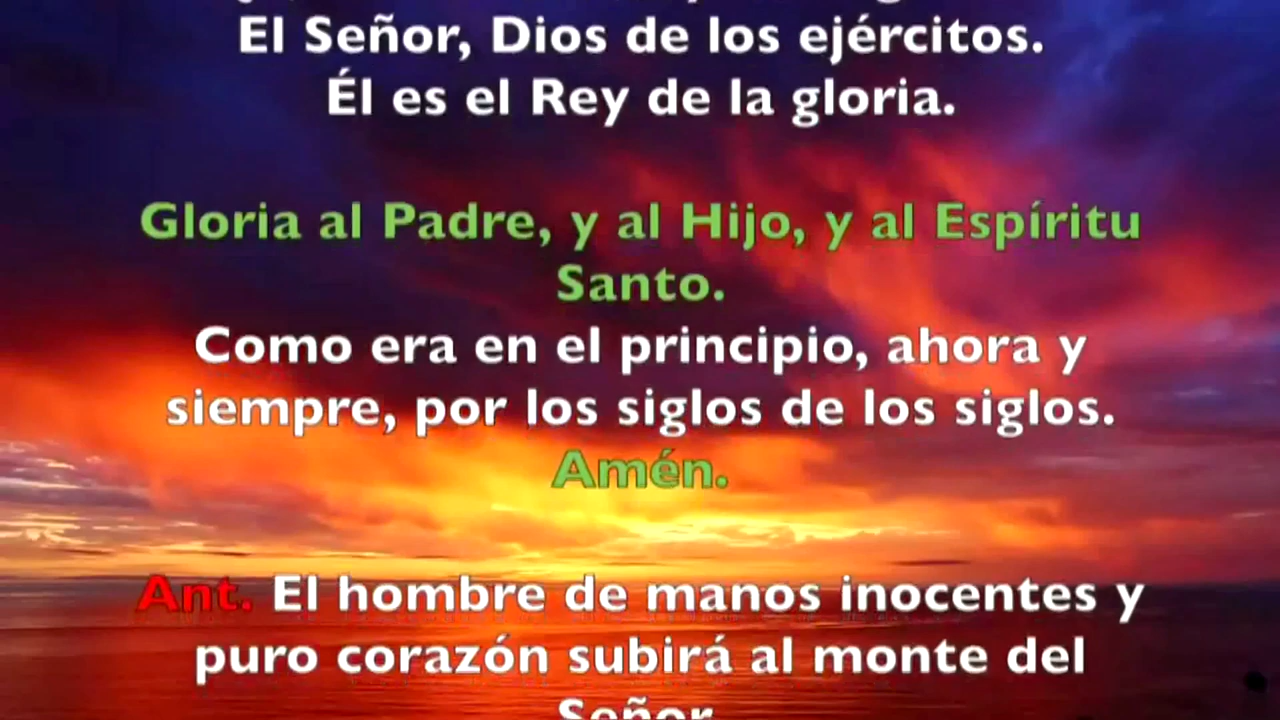 El Señor, Dios de los ejércitos.
Él es el Rey de la gloria.
Gloria al Padre, y al Hijo, y al Espíritu
Santo.
Como era en el principio, ahora y
siempre, por los siglos de los siglos.
Amén.
Ant. El hombre de manos inocentes y
puro corazón subirá al monte del
Señor